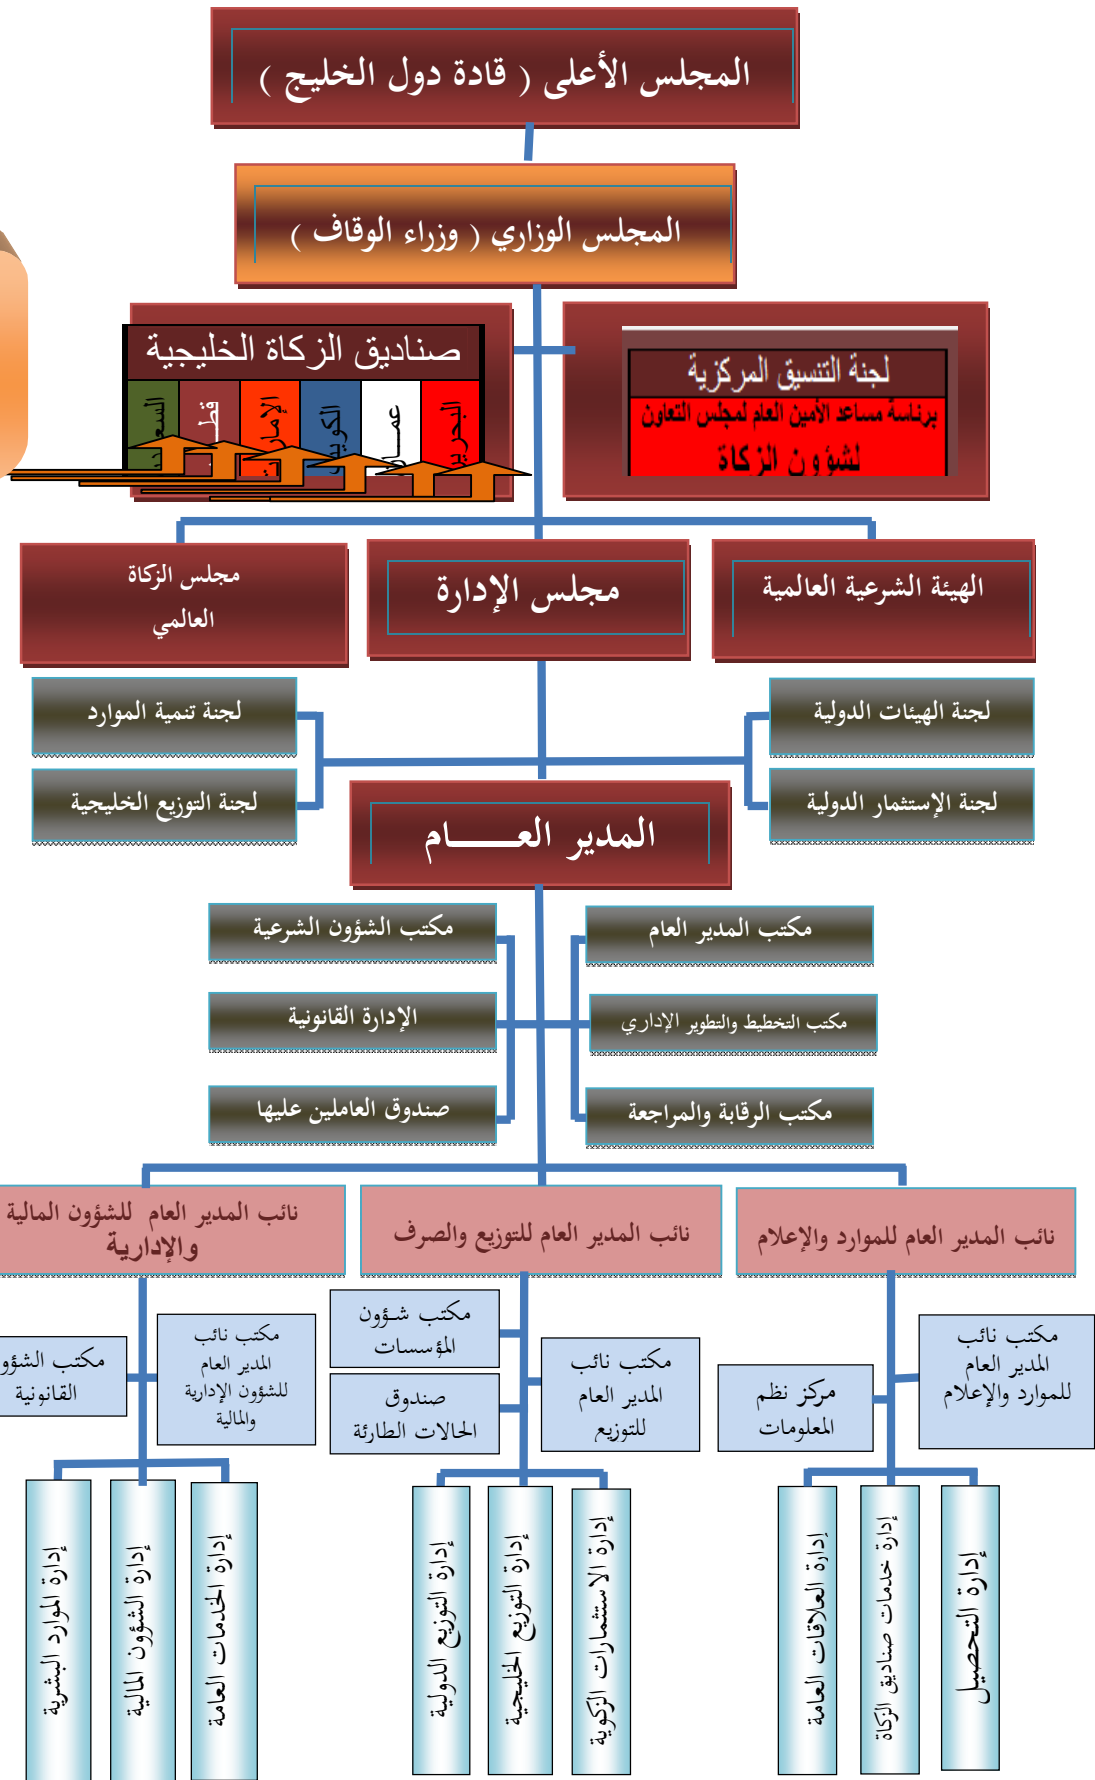 المجلس الأعلى ( قادة دول الخليج )
المجلس الوزاري ( وزراء الوقاف )
لجنة التنسيق المركزية
برئاسة مساعد الأمين العام لمجلس التعاون
لشؤون الزكاة
صناديق الزكاة الخليجية
الهيئة الشرعية العالمية
مجلس الإدارة
مجلس الزكاة
العالمي
لجنة الهيئات الدولية
لجنة تنمية الموارد
لجنة الإستثمار الدولية
لجنة التوزيع الخليجية
المدير العـــــــام
مكتب المدير العام
مكتب الشؤون الشرعية
مكتب التخطيط والتطوير الإداري
الإدارة القانونية
مكتب الرقابة والمراجعة
صندوق العاملين عليها
نائب المدير العام للموارد والإعلام
نائب المدير العام للتوزيع والصرف
نائب المدير العام للشؤون المالية
والإدارية
مكتب نائب
المدير العام
للموارد والإعلام
مركز نظم
المعلومات
مكتب شـؤون
المؤسسات
مكتب نائب
المدير العام
للتوزيع
صندوق
الحالات الطارئة
مكتب نائب
المدير العام
للشؤون الإدارية
والمالية
مكتب
القانونية
إدارة التحصيل
إدارة خدمات صناديق الزكاة
إدارة العلاقات العامة
إدارة الاستثمارات الزكوية
إدارة التوزيع الخليجية
إدارة التوزيع الدولية
إدارة الخدمات العامة
إدارة الشؤون المالية
إدارة الموارد البشرية